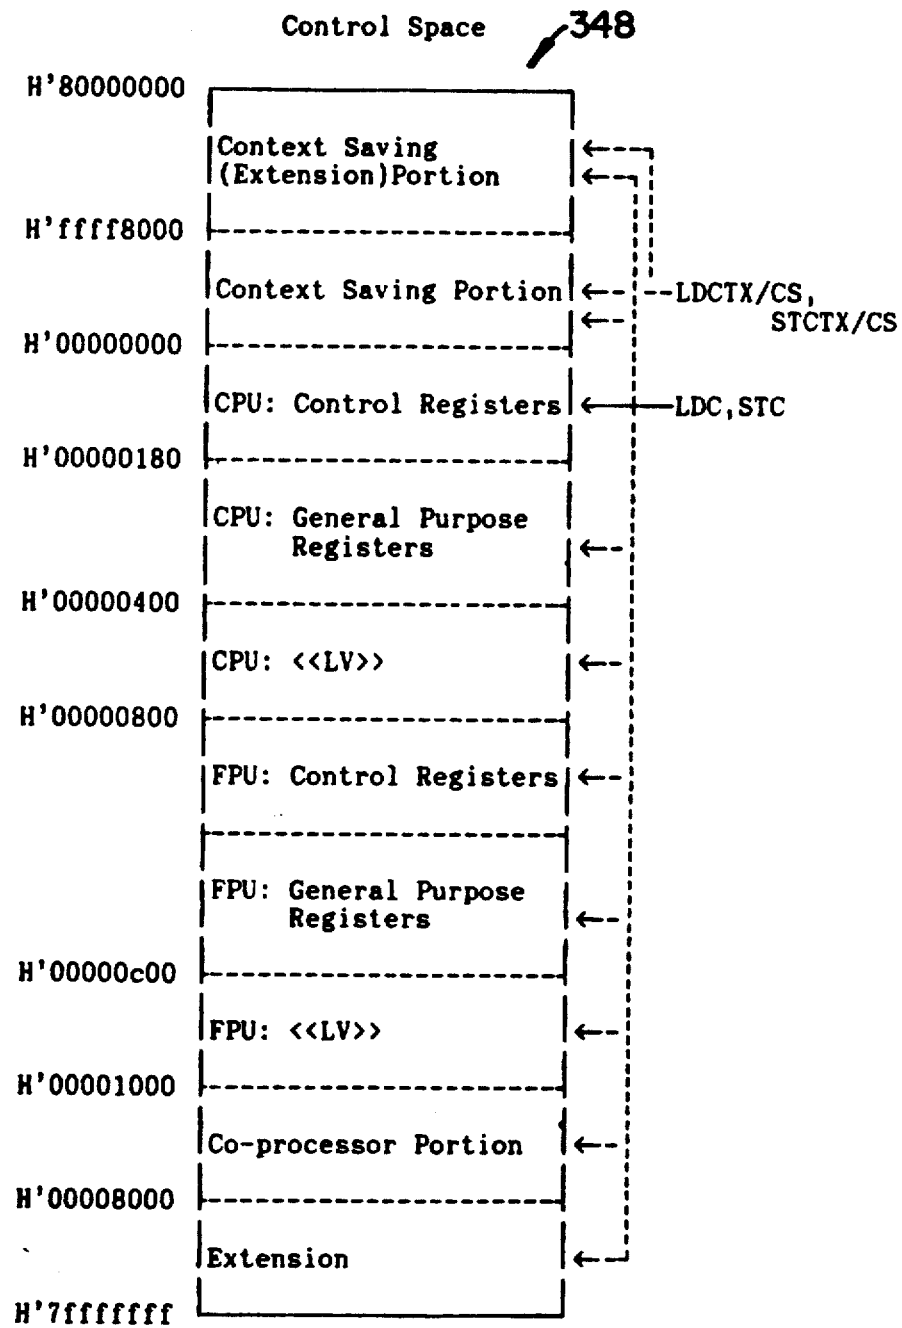 Control Space
348
H'80000000
Context Saving
(Extension)Portion
H'ffff8000
Context Saving Portion
LDCTX/CS,
STCTX/CS
H'00000000
CPU: Control Registers
LDC,STC
H'00000180
CPU: General Purpose
Registers
H'00000400
CPU: <<LV>>
H'00000800
FPU: Control Registers
FPU: General Purpose
Registers
H'00000c00
FPU: <<LV>>
H'00001000
Co-processor Portion
H'00008000
Extension
H'7fffffff